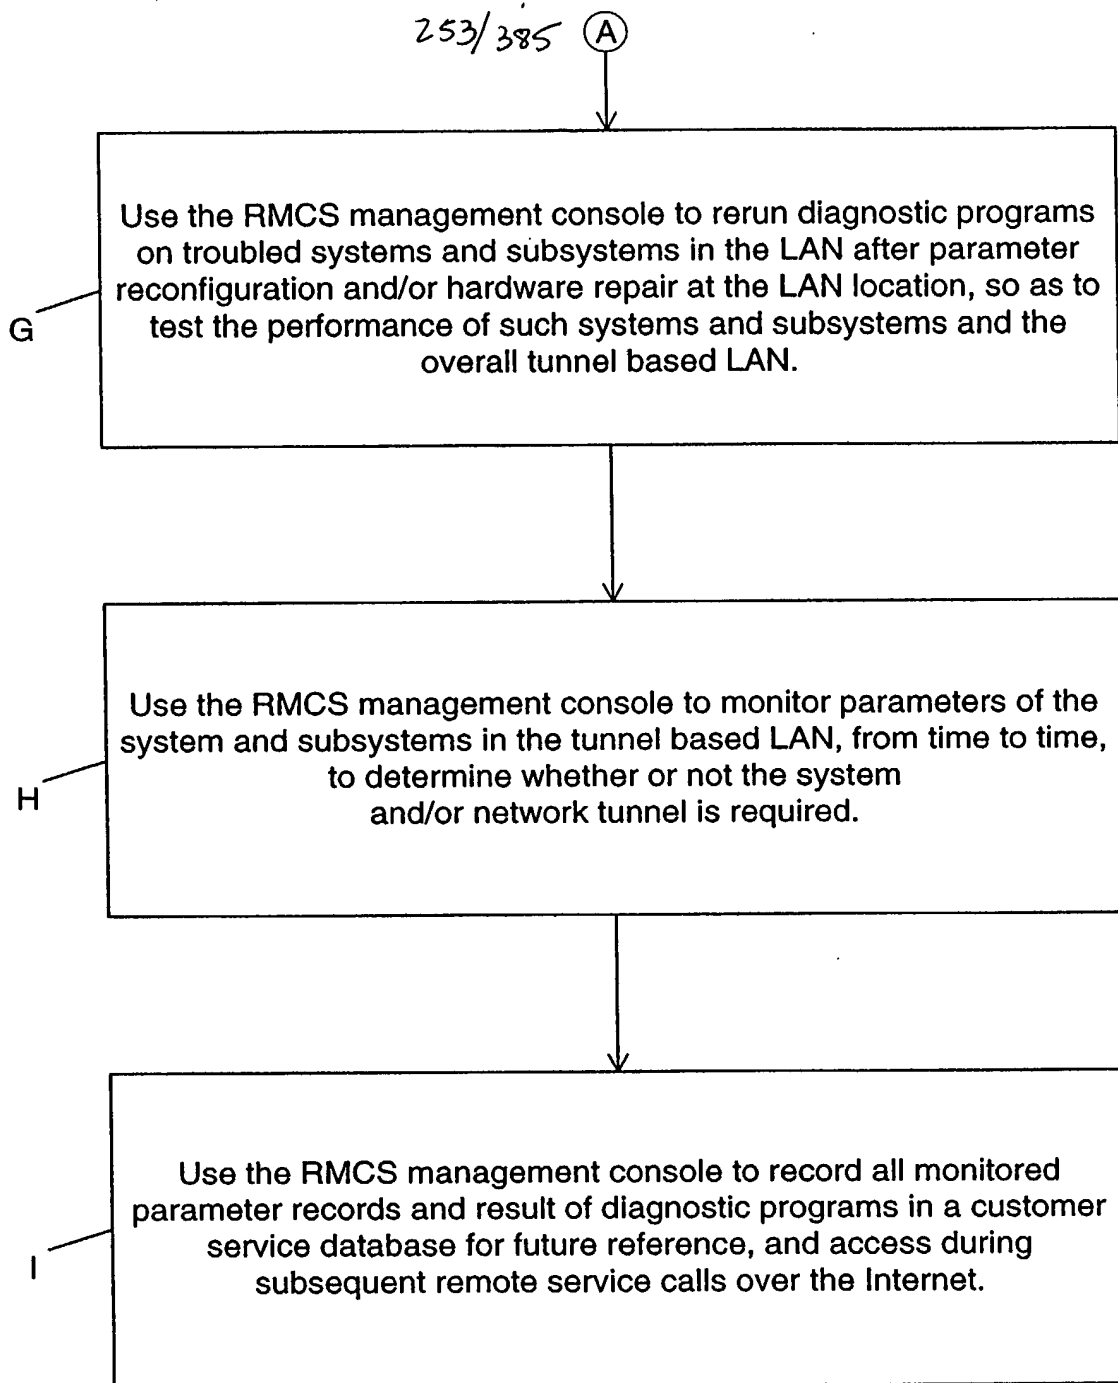 253/385 A
Use the RMCS management console to rerun diagnostic programs
on troubled systems and subsystems in the LAN after parameter
reconfiguration and/or hardware repair at the LAN location, so as to
test the performance of such systems and subsystems and the
overall tunnel based LAN.
G
Use the RMCS management console to monitor parameters of the
system and subsystems in the tunnel based LAN, from time to time,
to determine whether or not the system
and/or network tunnel is required.
H
Use the RMCS management console to record all monitored
parameter records and result of diagnostic programs in a customer
service database for future reference, and access during
subsequent remote service calls over the Internet.
I